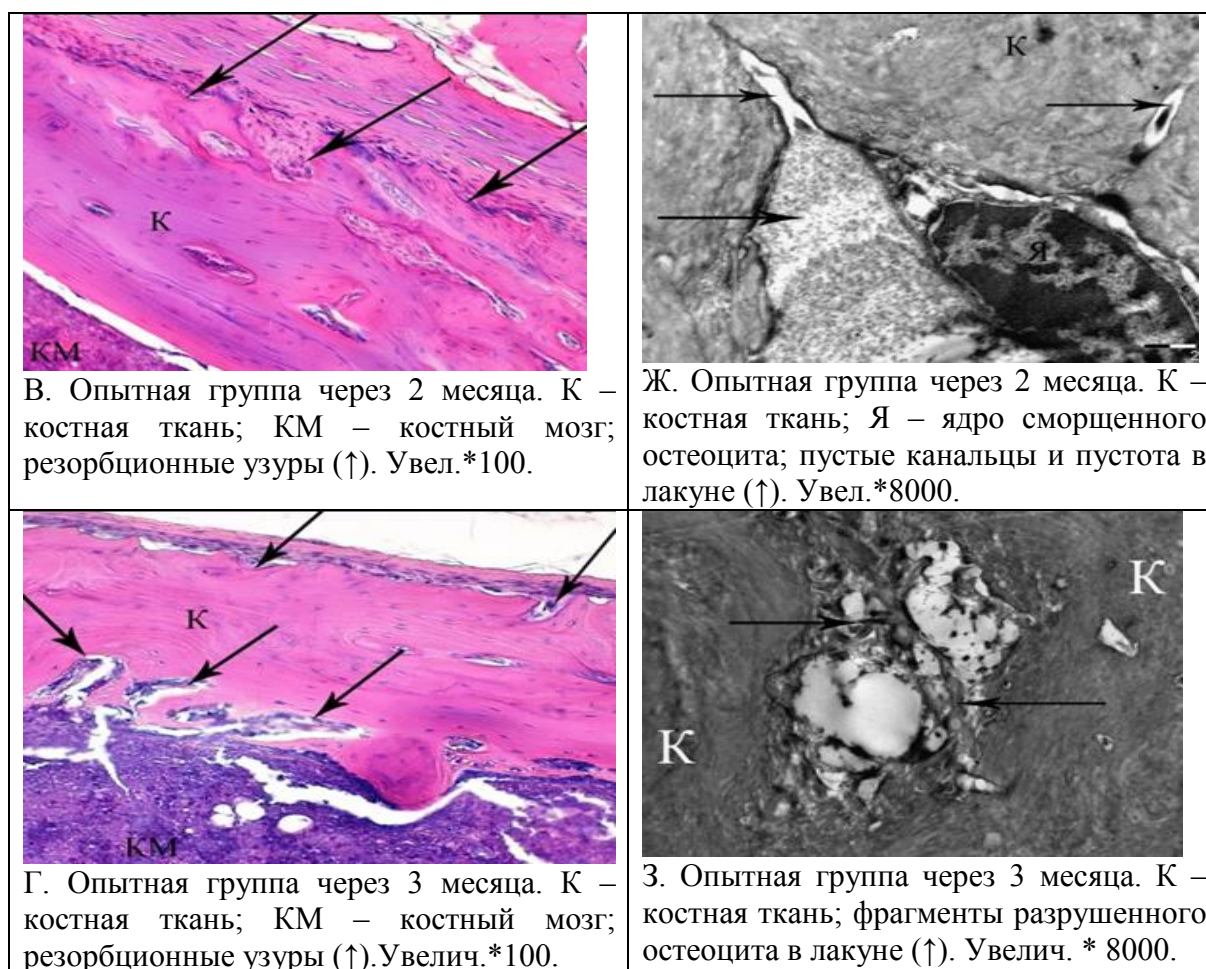 К
КМ
В. Опытная группа через 2 месяца. К –
костная ткань; КМ – костный мозг;
резорбционные узуры (↑). Увел.*100.
К
Я
2
Ж. Опытная группа через 2 месяца. К –
костная ткань; Я – ядро сморщенного
остеоцита; пустые канальцы и пустота в
лакуне (↑). Увел.*8000.
К
КМ
Г. Опытная группа через 3 месяца. К –
костная ткань; КМ – костный мозг;
резорбционные узуры (↑).Увелич.*100.
К
К
З. Опытная группа через 3 месяца. К –
костная ткань; фрагменты разрушенного
остеоцита в лакуне (↑). Увелич. * 8000.